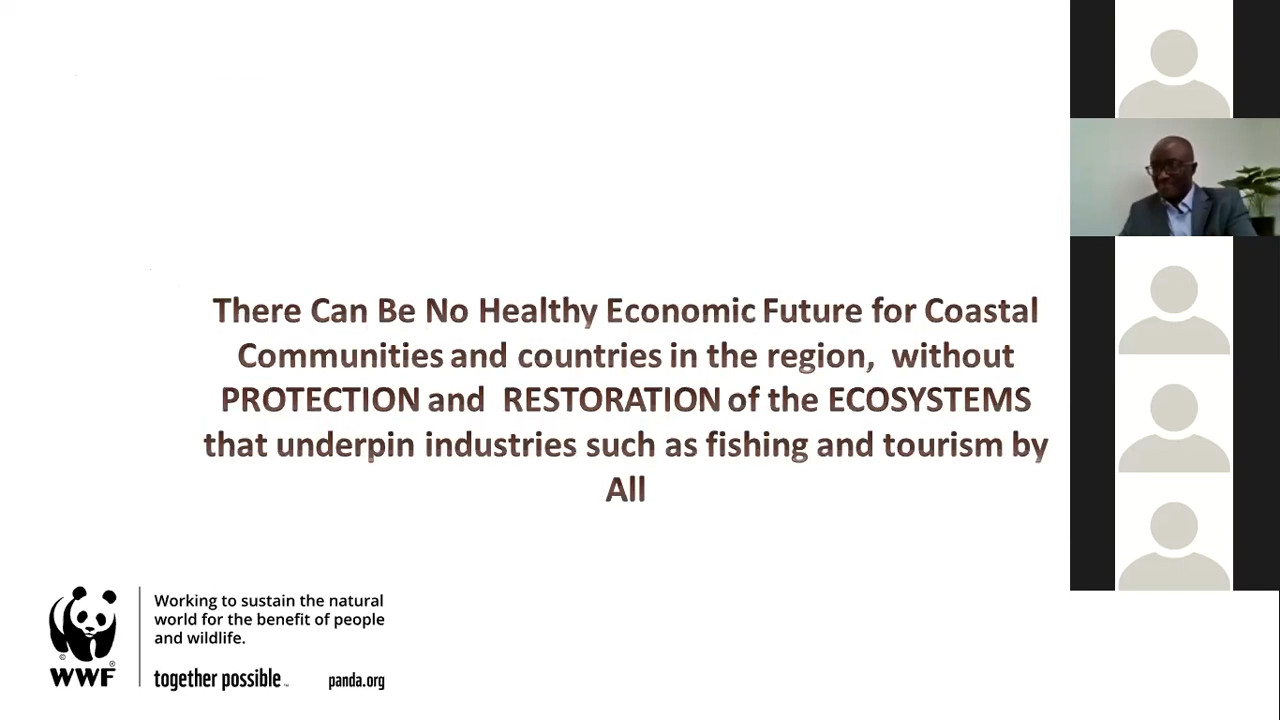 There Can Be No Healthy Economic Future for Coastal
Communities and countries in the region, without
PROTECTION and RESTORATION of the ECOSYSTEMS
that underpin industries such as fishing and tourism by
All
Working to sustain the natural
world for the benefit of people
and wildlife.
together possible™ panda.org
©
®
WWF